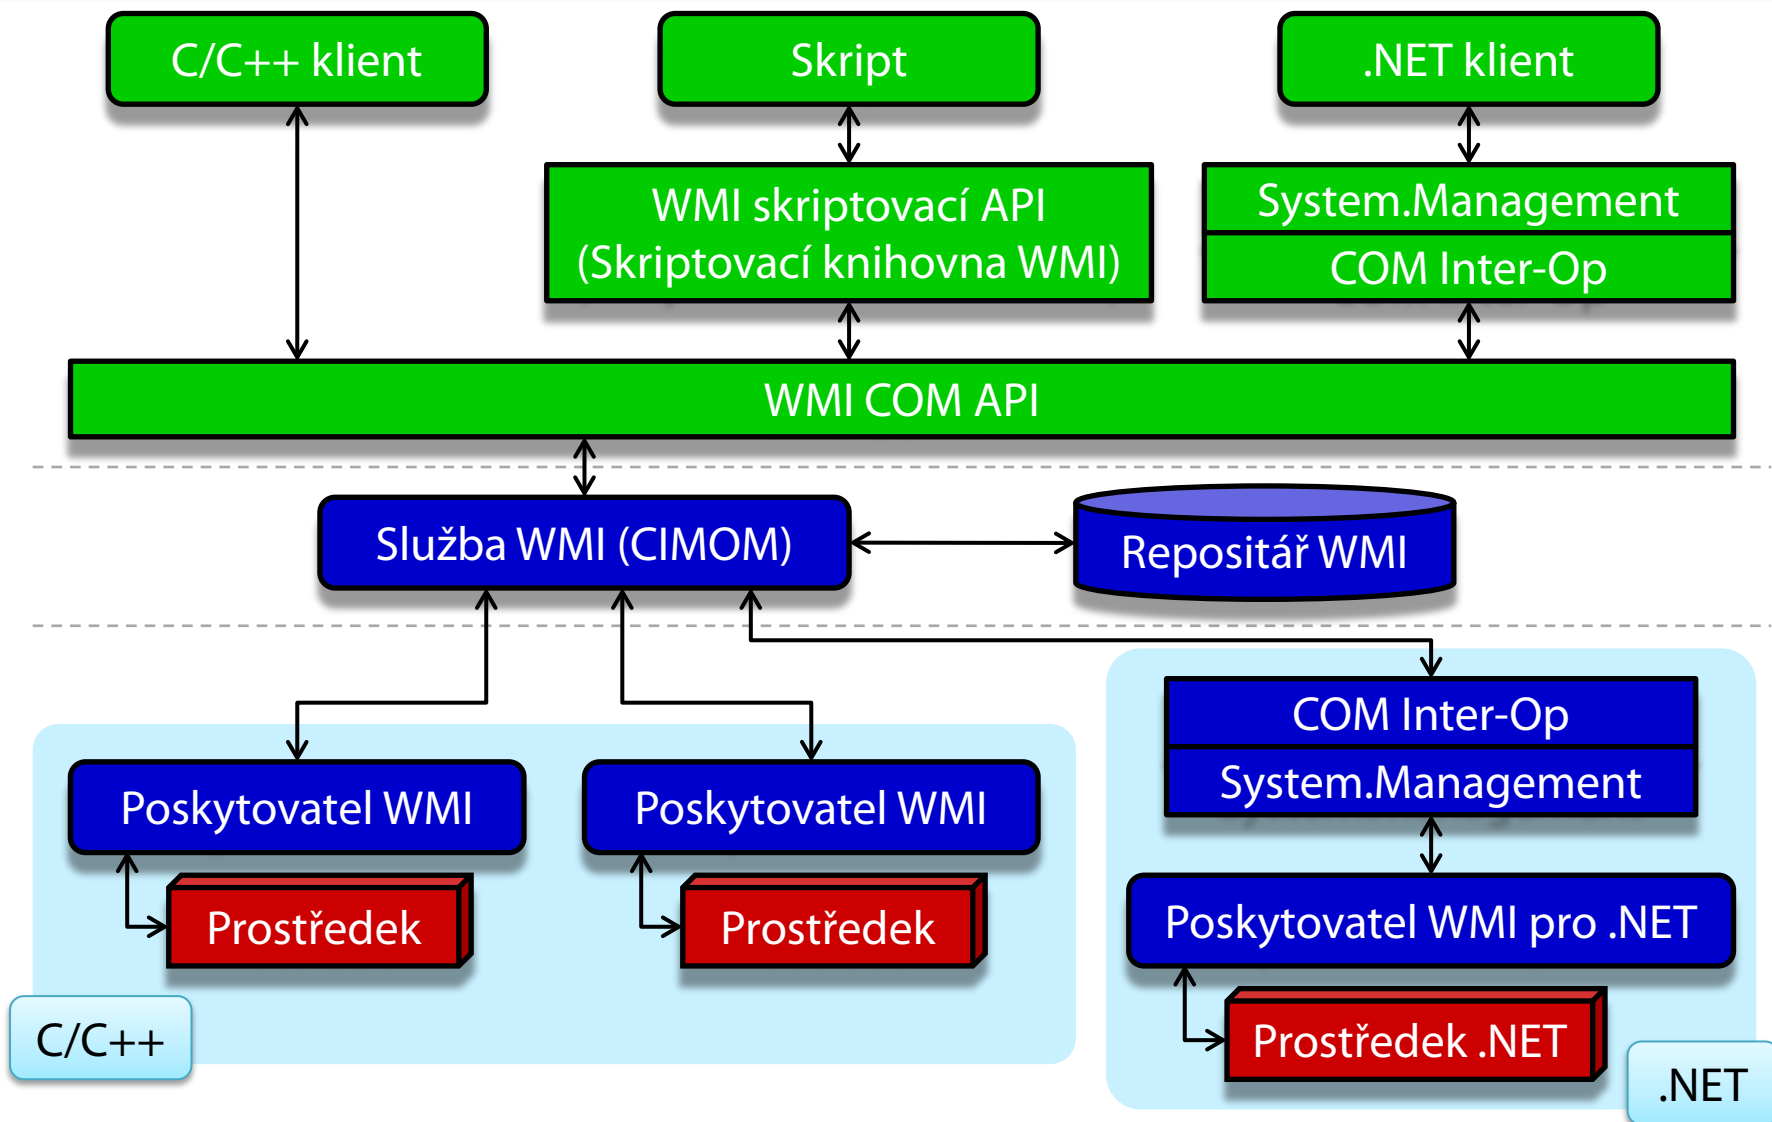 C/C++ klient
Skript
.NET klient
WMI skriptovací API
(Skriptovací knihovna WMI)
System.Management
COM Inter-Op
WMI COM API
Služba WMI (CIMOM)
Repositář WMI
COM Inter-Op
System.Management
Poskytovatel WMI
Poskytovatel WMI
Prostředek
Prostředek
Poskytovatel WMI pro .NET
Prostředek .NET
C/C++
.NET